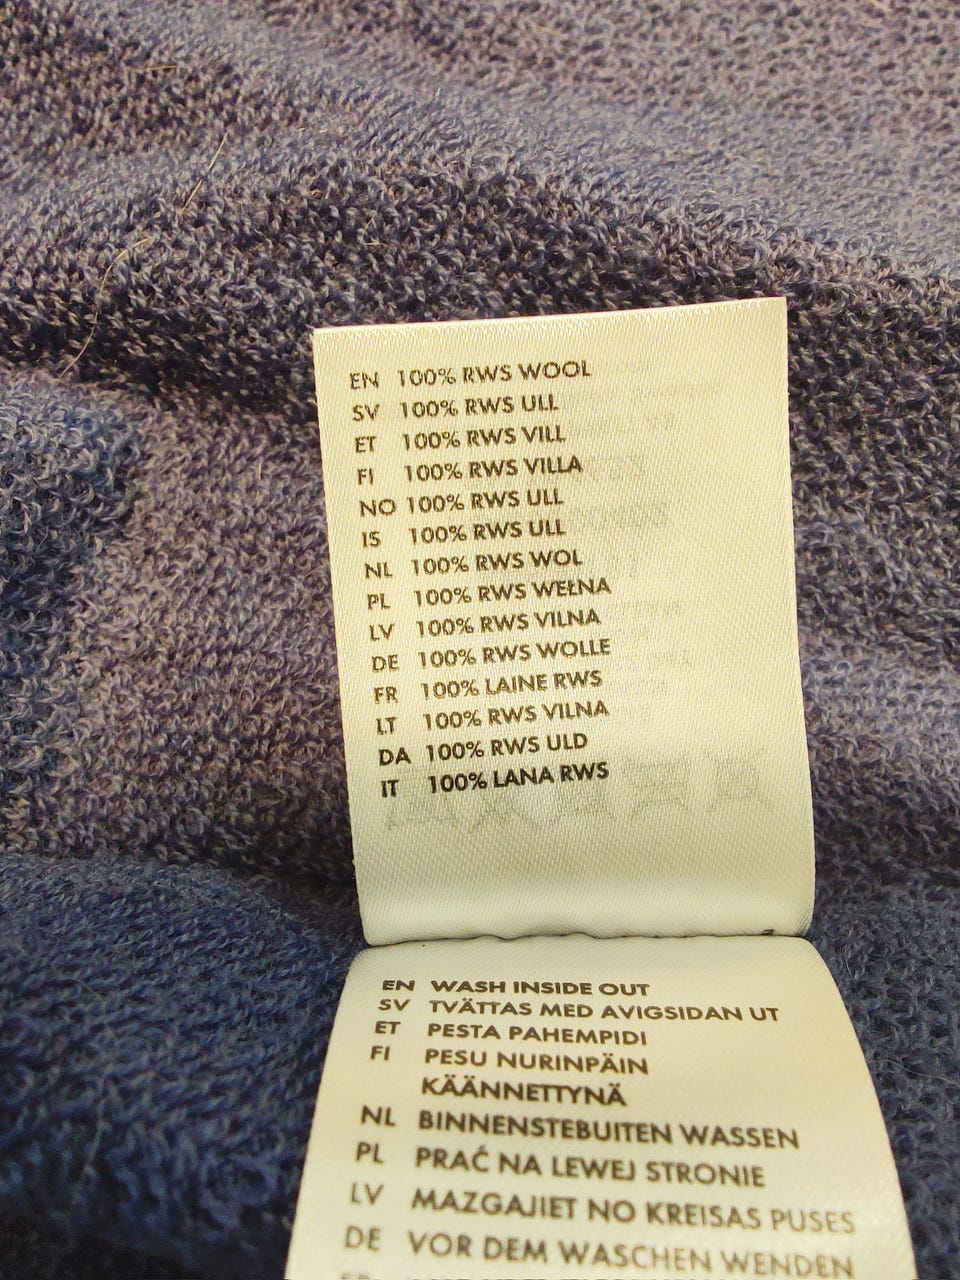 EN 100% RWS WOOL
SV 100% RWS ULL
ET 100% RWS VILL
FI 100% RWS VILLA
NO 100% RWS ULL
IS 100% RWS ULL
NL 100% RWS WOL
PL 100% RWS WEŁNA
LV 100% RWS VILNA
DE 100% RWS WOLLE
FR 100% LAINE RWS
LT 100% RWS VILNA
DA 100% RWS ULD
IT 100% LANA RWS
EN WASH INSIDE OUT
SV TVÄTTAS MED AVIGSIDAN UT
ET PESTA PAHEMPIDI
FI PESU NURINPÄIN
KÄÄNNETTYNÄ
NL BINNENSTEBUITEN WASSEN
PL PRAĆ NA LEWEJ STRONIE
LV MAZGAJIET NO KREISAS PUSES
DE VOR DEM WASCHEN WENDEN